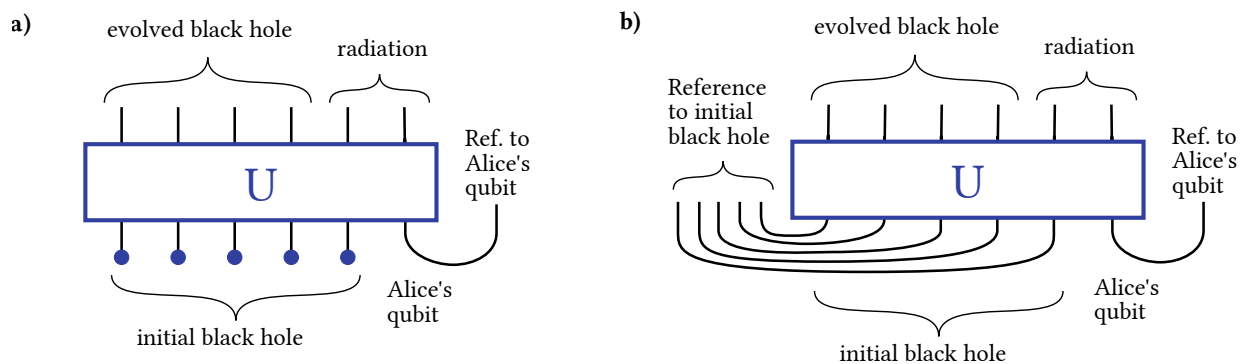 a)
evolved black hole
radiation
U
Ref. to
Alice's
qubit
Alice's
qubit
initial black hole
b)
evolved black hole
radiation
Reference
to initial
black hole
U
Ref. to
Alice's
qubit
Alice's
qubit
initial black hole